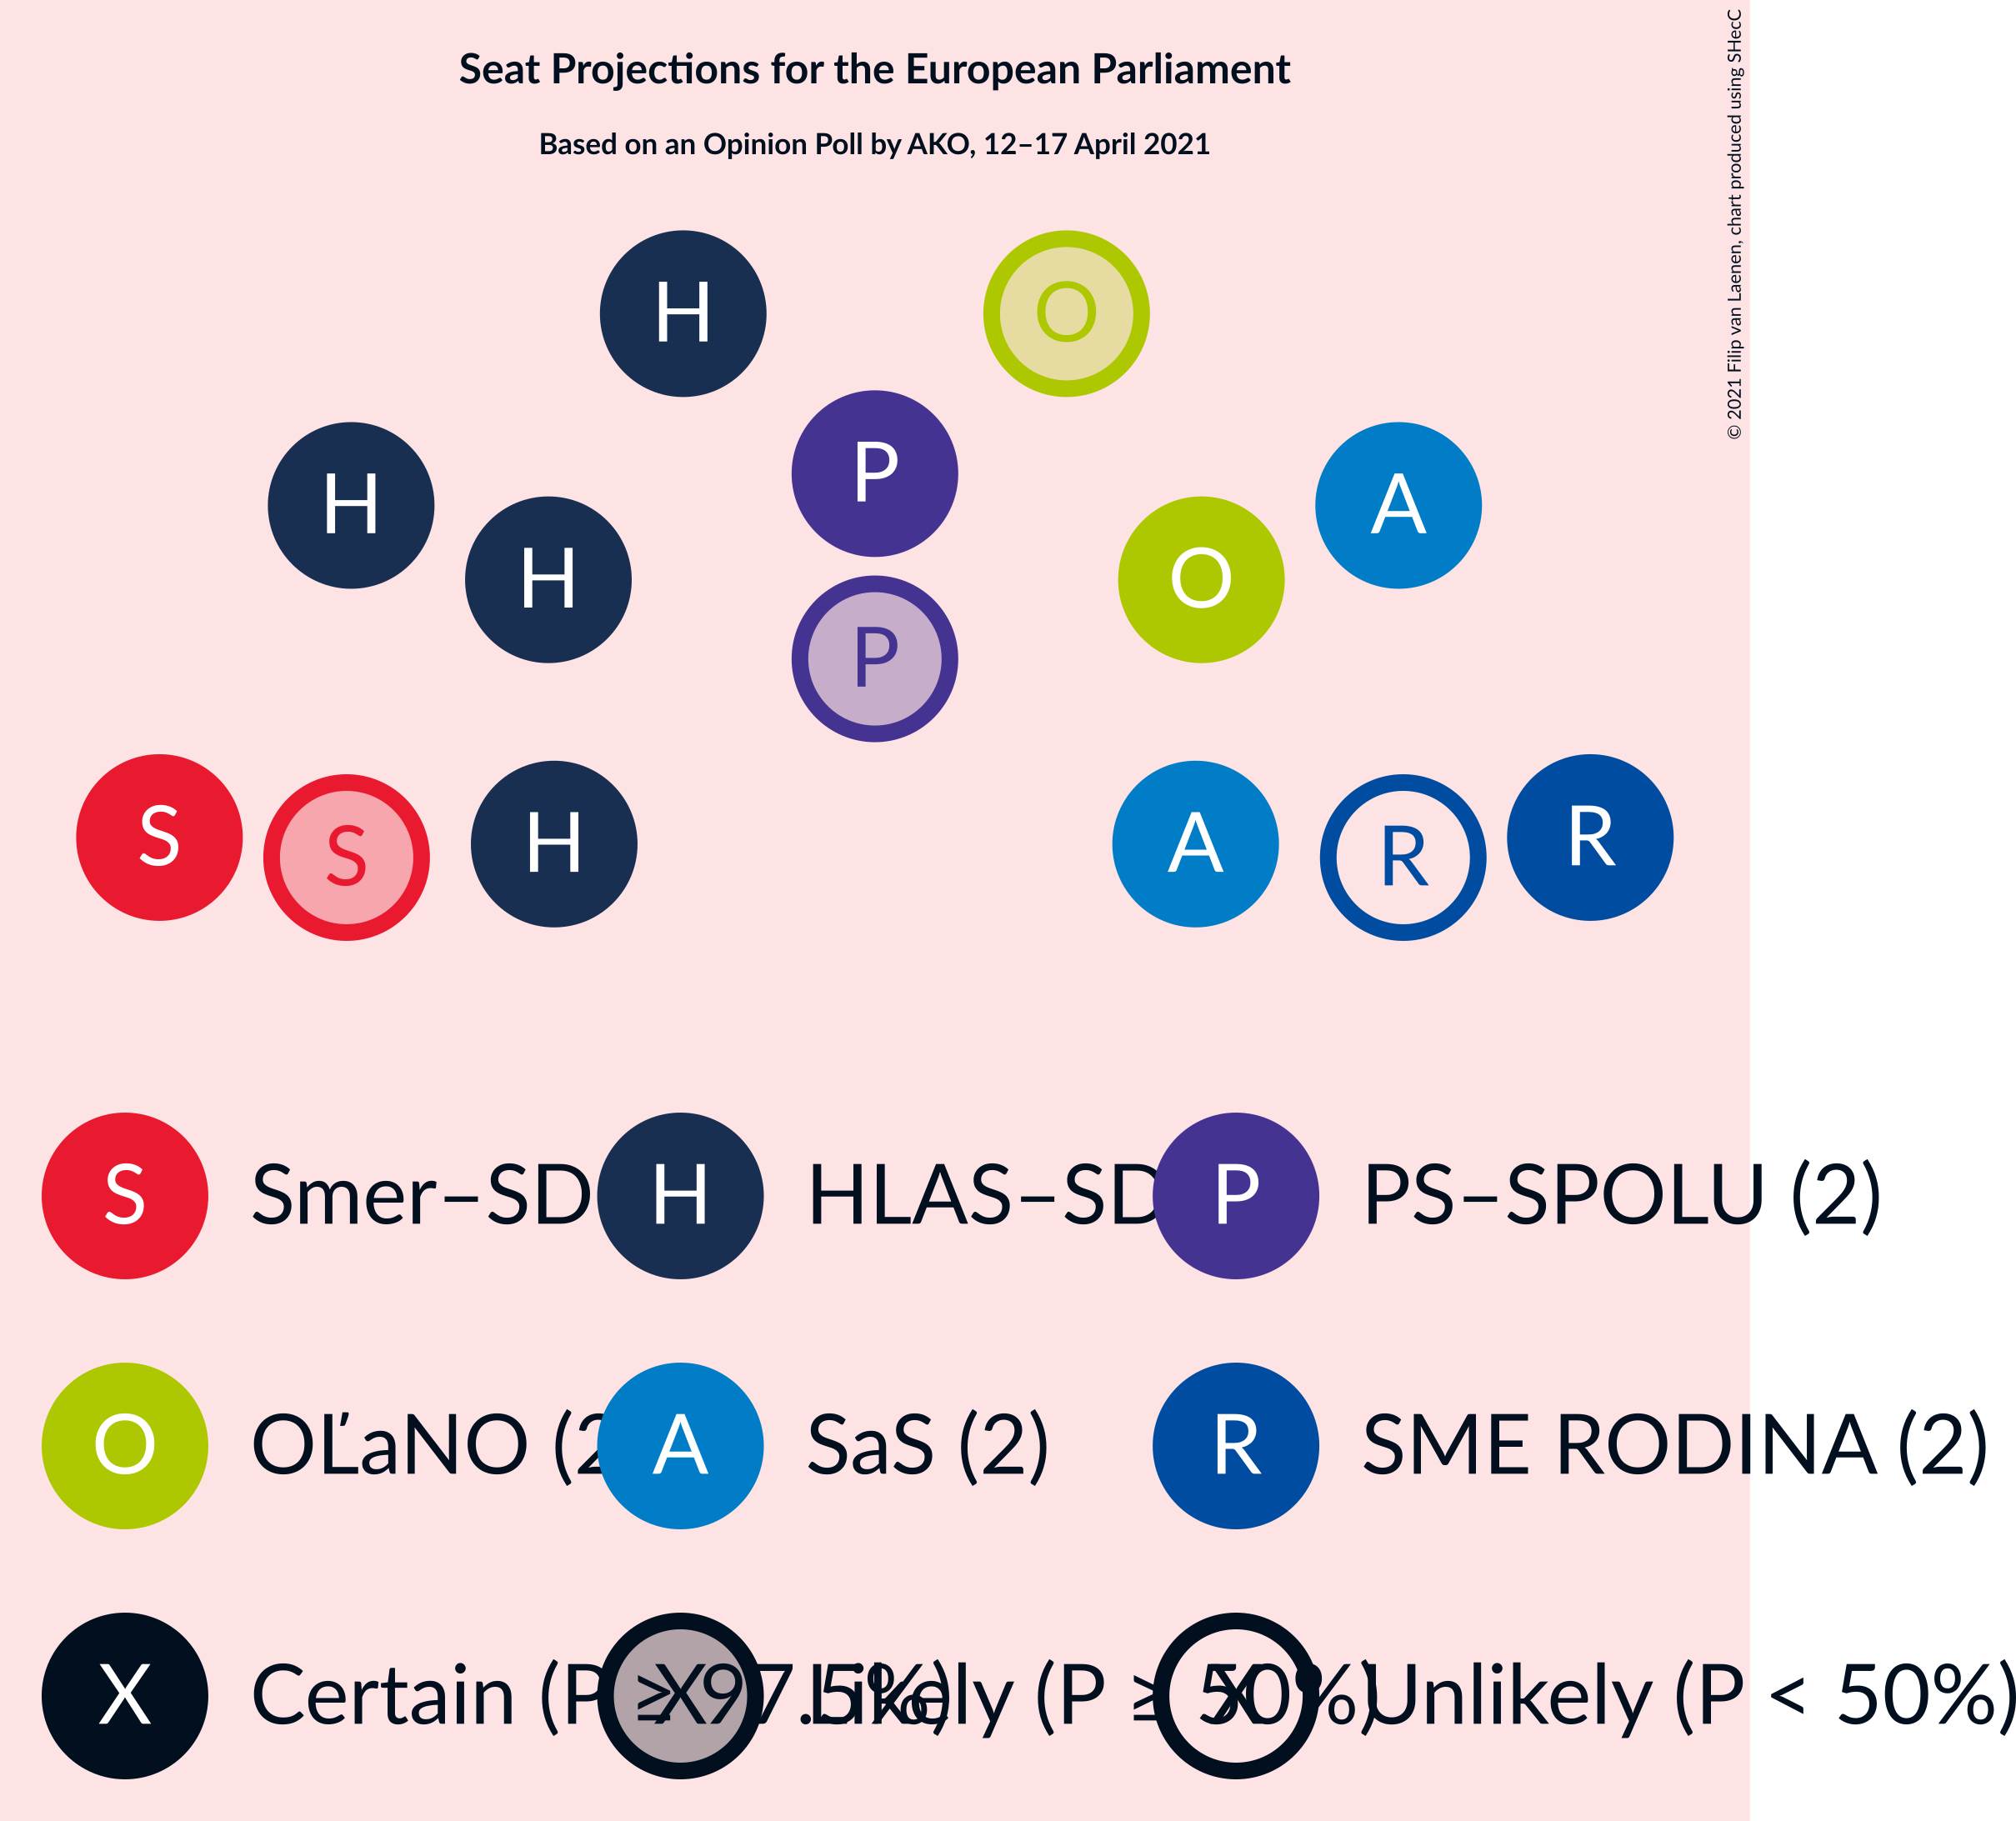 Seat Projections for the European Parliament
Based on an Opinion Poll by AKO, 12–17 April 2021
© 2021 Filip van Laenen, chart produced using SHecC
H O
P
H A
H O
P
S R
H A
S R
S Smer–SD H HLAS–SD P PS–SPOLU (2)
O OĽaNO (2 A SaS (2) R SME RODINA (2)
X Certain (P ≥ 97.5% X Likely (P ≥ 50%) X Unlikely (P < 50%)